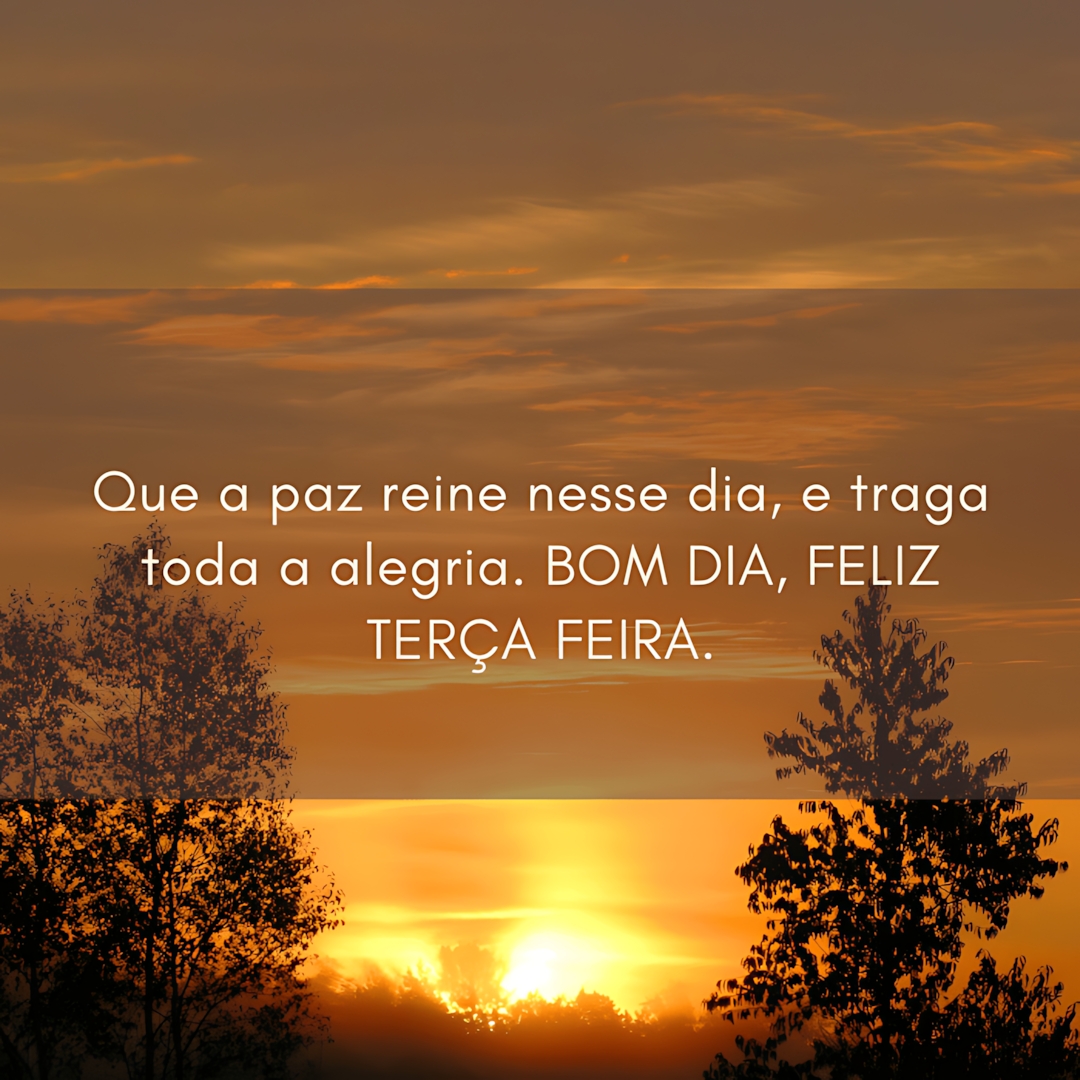 Que a paz reine nesse dia, e traga
toda a alegria. BOM DIA, FELIZ
TERÇA FEIRA.